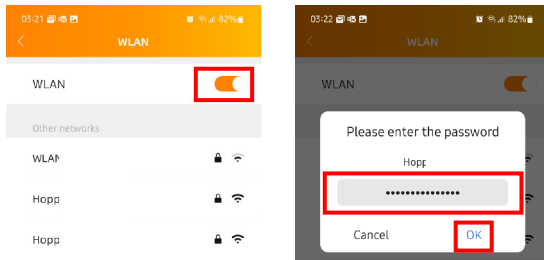 03:21 82%
WLAN
WLAN
Other networks
WLAN
Hopp
Hopp
03:22 82%
WLAN
WLAN
Please enter the password
Hopp
•••••••••••••••
Cancel OK